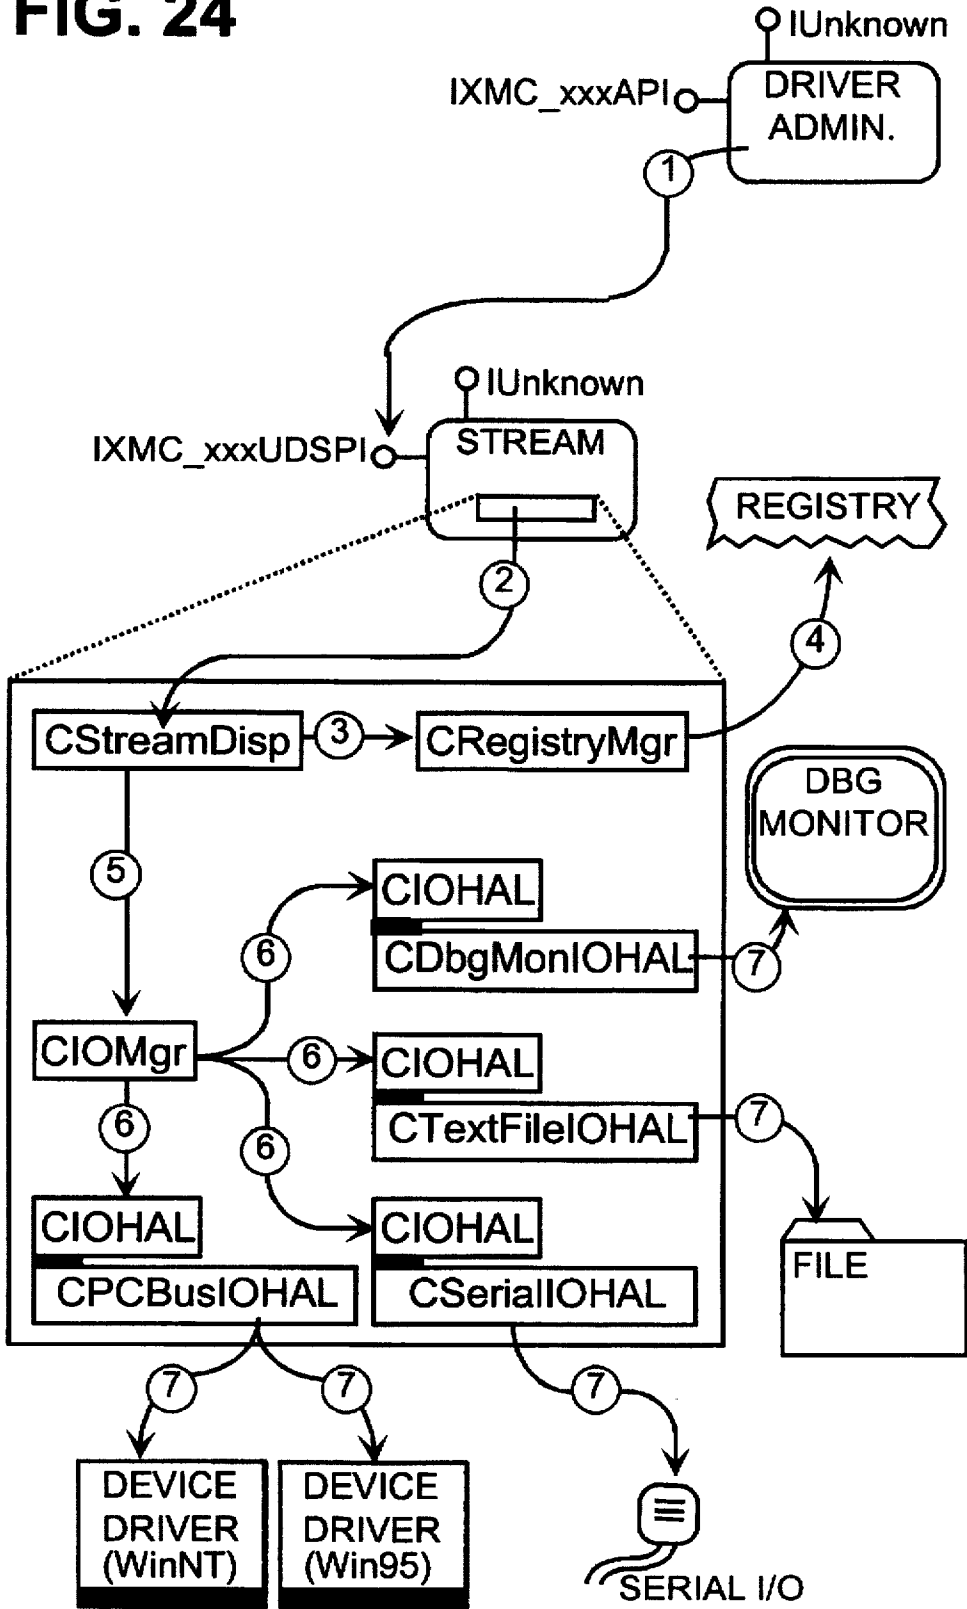 FIG. 24
IUnknown
IXMC_xxxAPI
DRIVER
ADMIN.
1
IUnknown
IXMC_xxxUDSPI
STREAM
REGISTRY
2
4
CStreamDisp
3
CRegistryMgr
DBG
MONITOR
5
CIOHAL
6
CDbgMonIOHAL
7
CIOMgr
6
CIOHAL
6
6
CTextFileIOHAL
7
CIOHAL
CIOHAL
FILE
CPCBusIOHAL
CSerialIOHAL
7
7
7
DEVICE
DRIVER
(WinNT)
DEVICE
DRIVER
(Win95)
SERIAL I/O